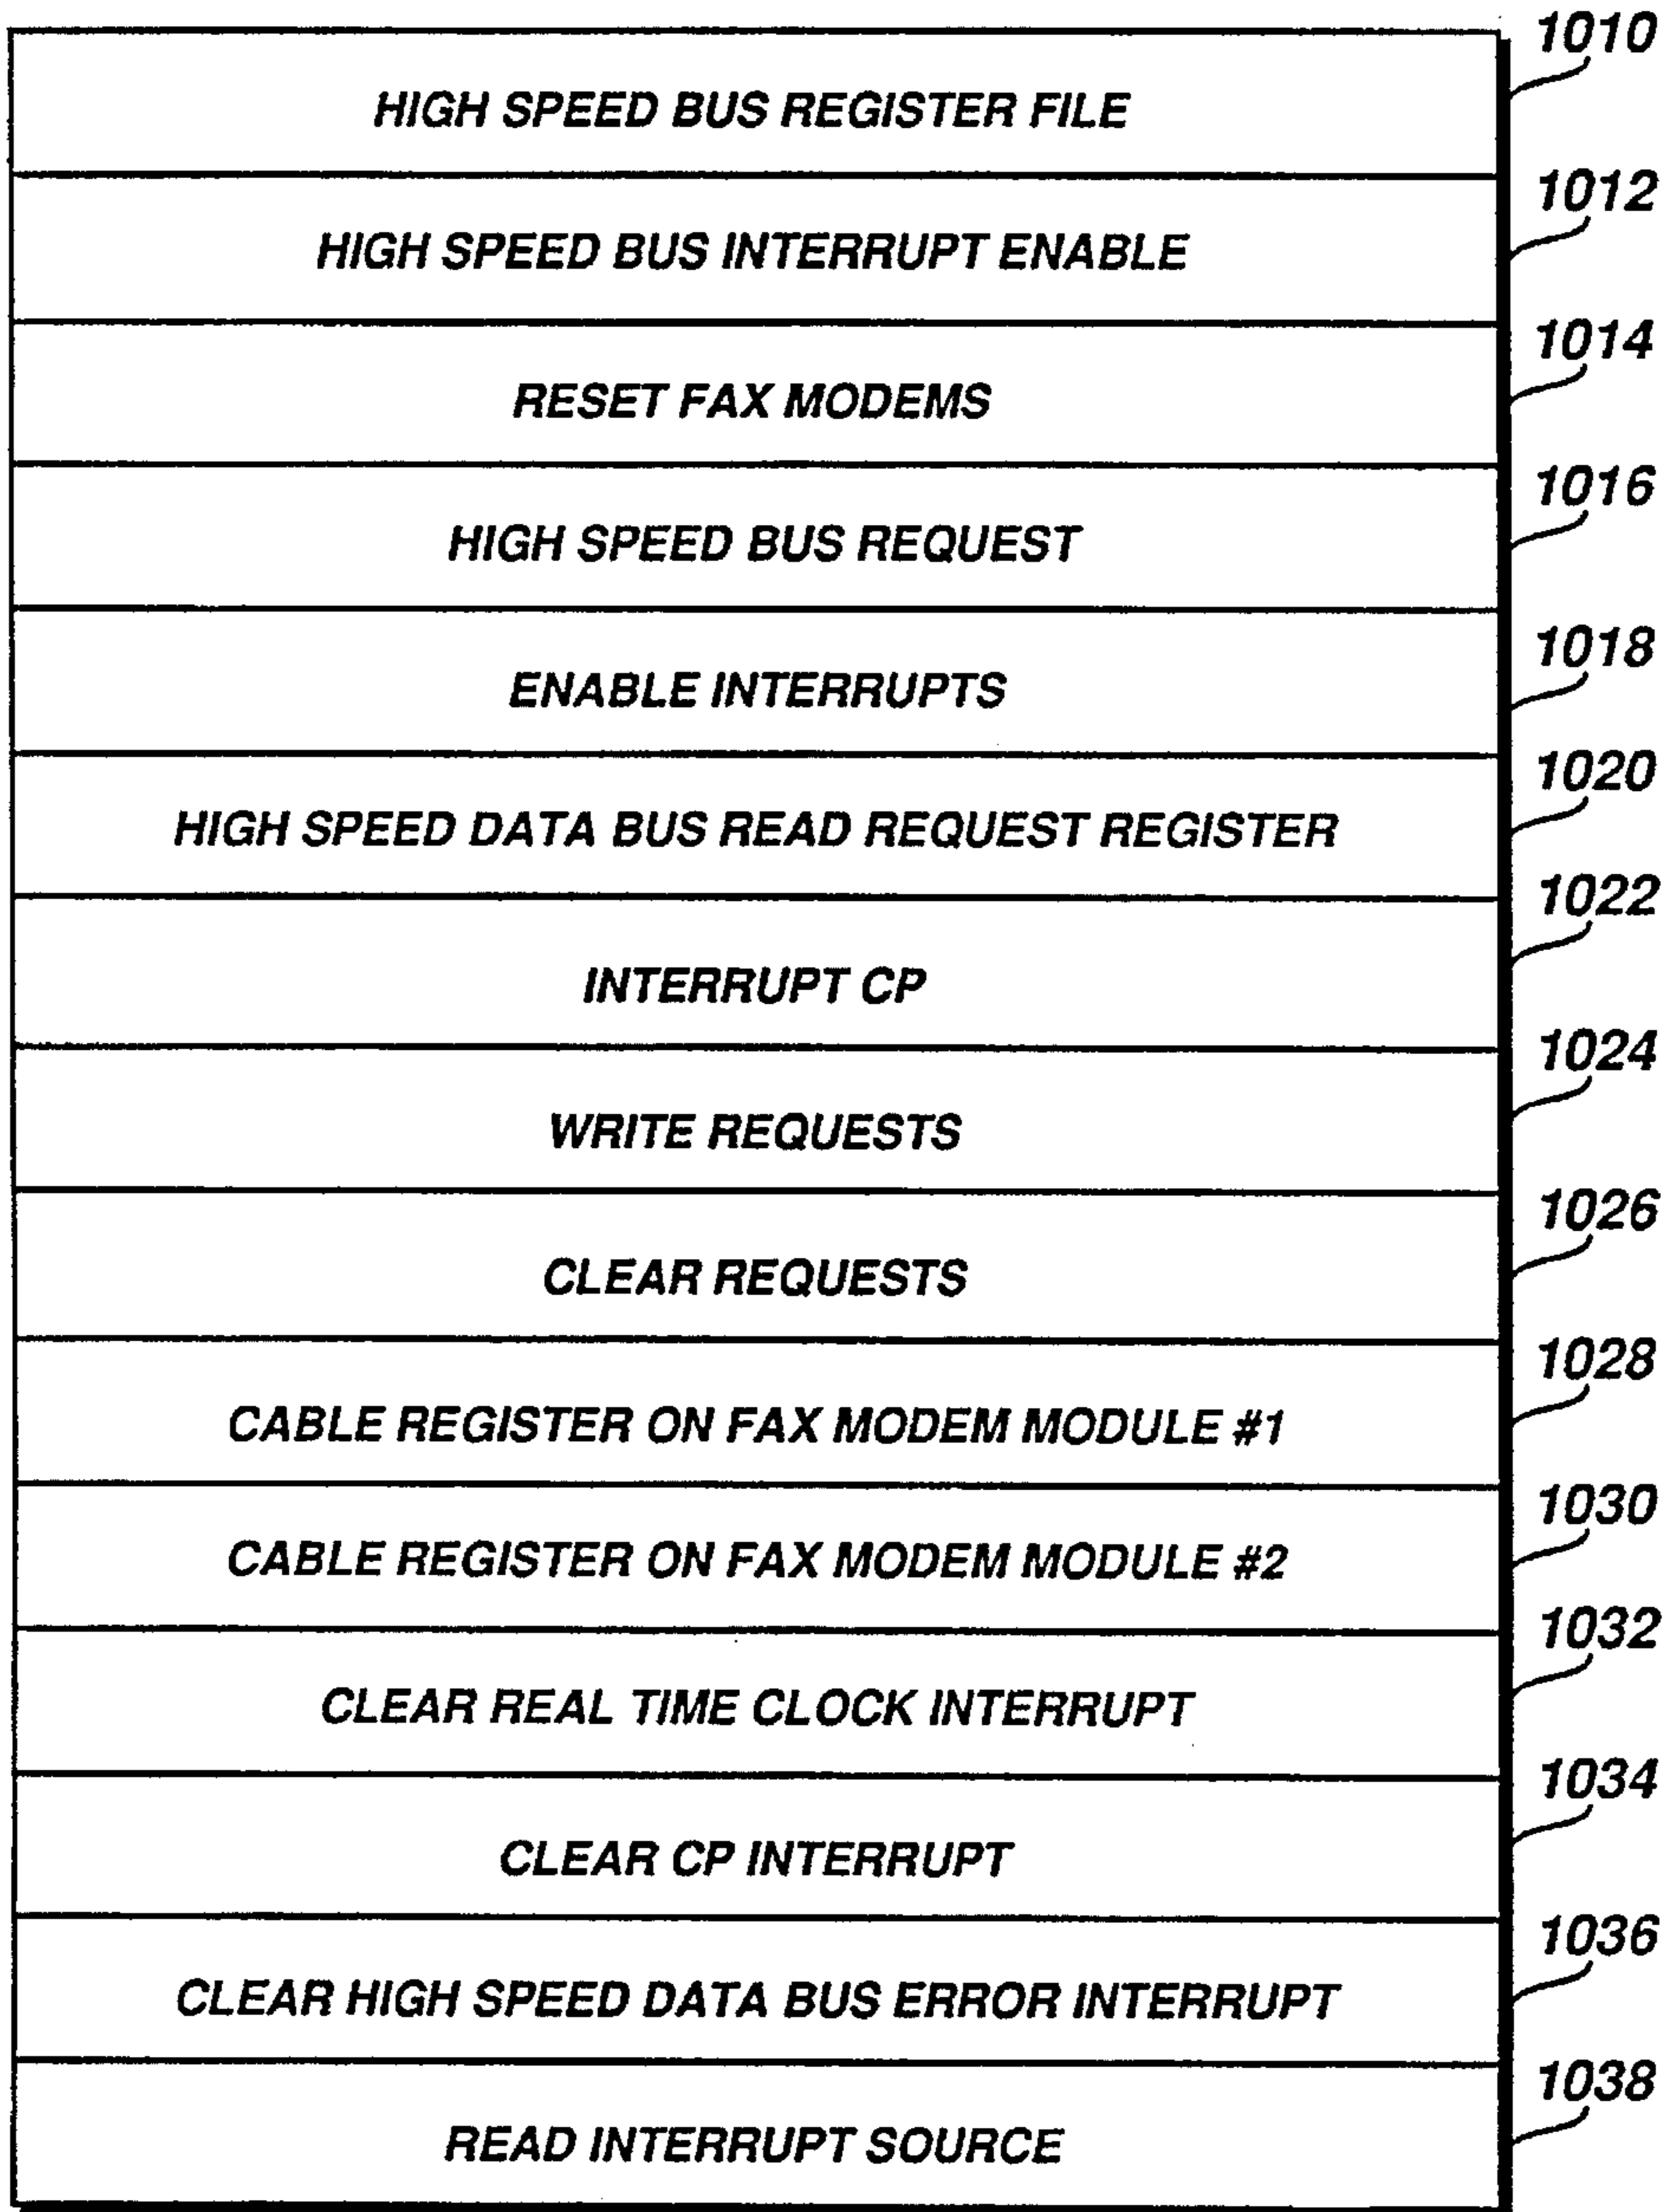 1010
HIGH SPEED BUS REGISTER FILE
1012
HIGH SPEED BUS INTERRUPT ENABLE
1014
RESET FAX MODEMS
1016
HIGH SPEED BUS REQUEST
1018
ENABLE INTERRUPTS
1020
HIGH SPEED DATA BUS READ REQUEST REGISTER
1022
INTERRUPT CP
1024
WRITE REQUESTS
1026
CLEAR REQUESTS
1028
CABLE REGISTER ON FAX MODEM MODULE #1
1030
CABLE REGISTER ON FAX MODEM MODULE #2
1032
CLEAR REAL TIME CLOCK INTERRUPT
1034
CLEAR CP INTERRUPT
1036
CLEAR HIGH SPEED DATA BUS ERROR INTERRUPT
1038
READ INTERRUPT SOURCE